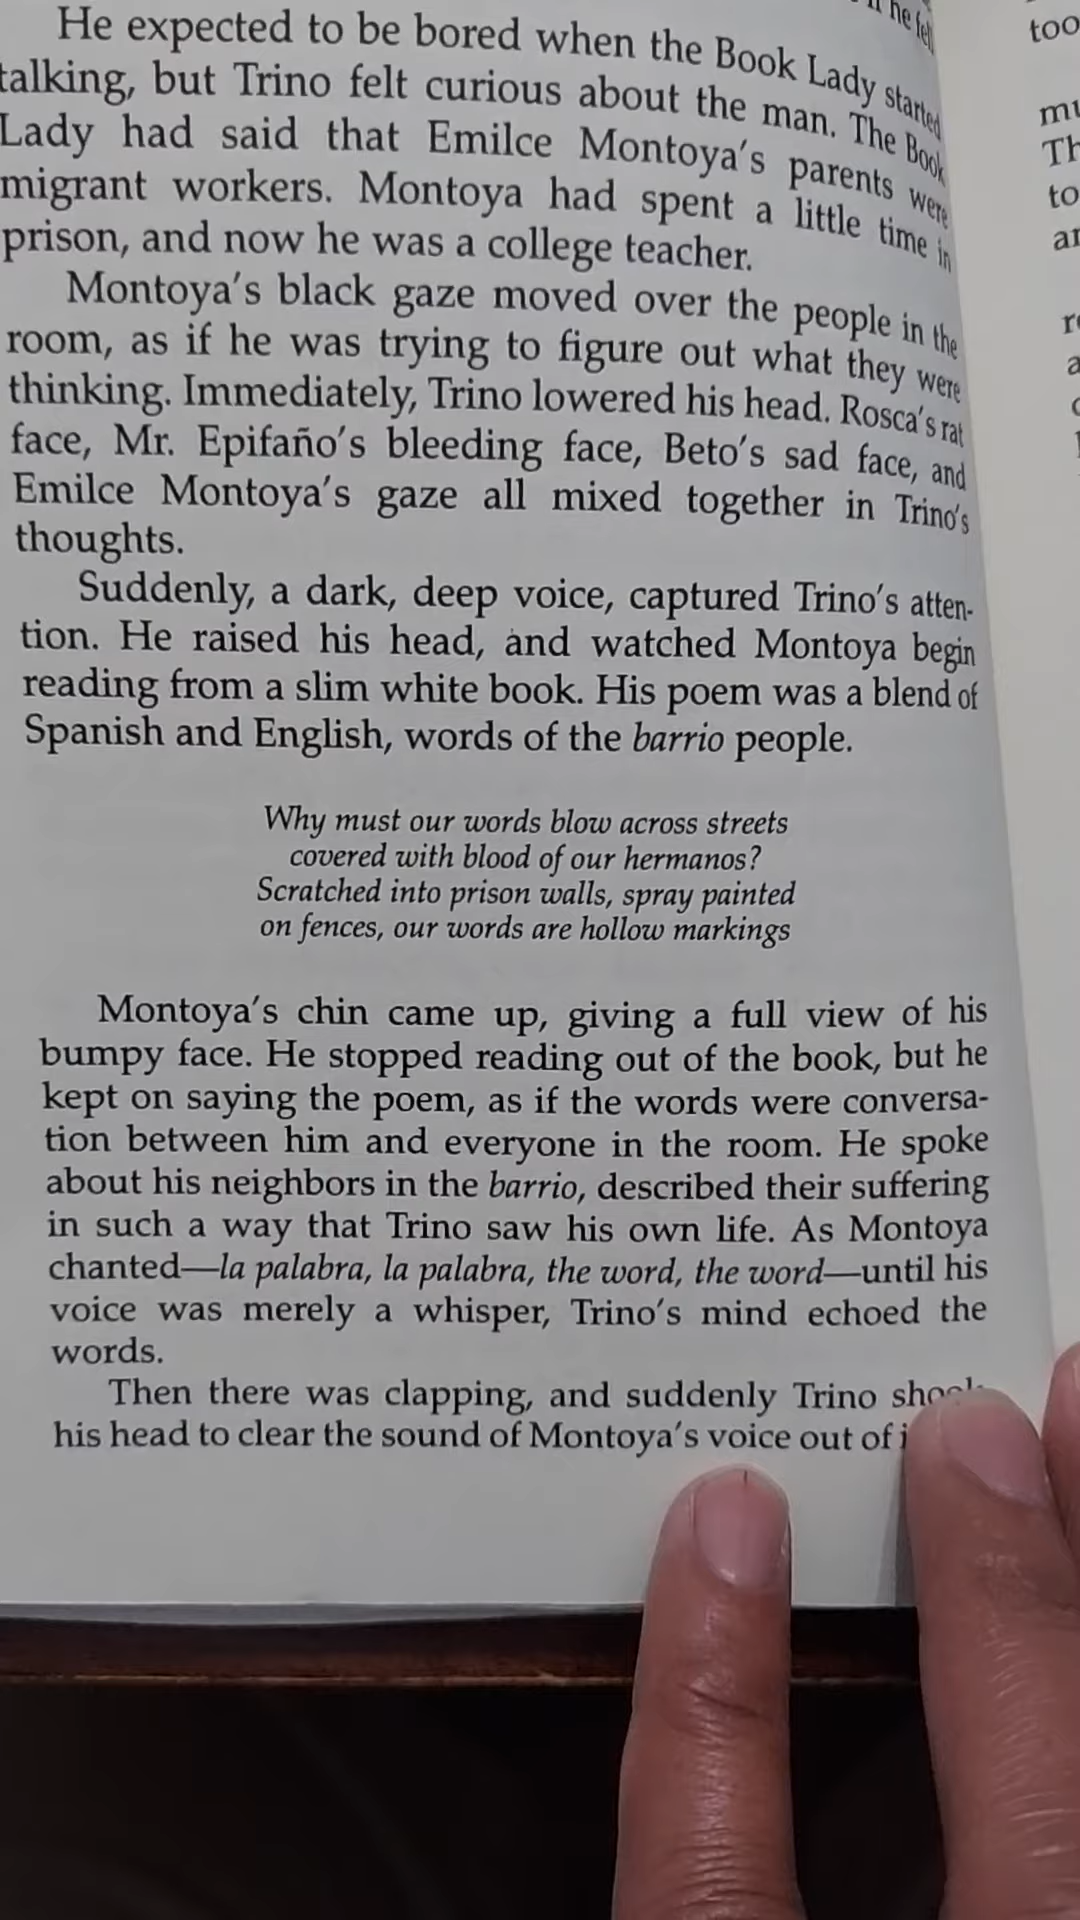 he fel
He expected to be bored when the Book Lady started
talking, but Trino felt curious about the man. The Book
Lady had said that Emilce Montoya's parents were
migrant workers. Montoya had spent a little time in
prison, and now he was a college teacher.
Montoya's black gaze moved over the people in the
room, as if he was trying to figure out what they were
thinking. Immediately, Trino lowered his head. Rosca's rat
face, Mr. Epifaño's bleeding face, Beto's sad face, and
Emilce Montoya's gaze all mixed together in Trino's
thoughts.
Suddenly, a dark, deep voice, captured Trino's atten-
tion. He raised his head, and watched Montoya begin
reading from a slim white book. His poem was a blend of
Spanish and English, words of the barrio people.
Why must our words blow across streets
covered with blood of our hermanos?
Scratched into prison walls, spray painted
on fences, our words are hollow markings
Montoya's chin came up, giving a full view of his
bumpy face. He stopped reading out of the book, but he
kept on saying the poem, as if the words were conversa-
tion between him and everyone in the room. He spoke
about his neighbors in the barrio, described their suffering
in such a way that Trino saw his own life. As Montoya
chanted—la palabra, la palabra, the word, the word—until his
voice was merely a whisper, Trino's mind echoed the
words.
Then there was clapping, and suddenly Trino shook
his head to clear the sound of Montoya's voice out of
too